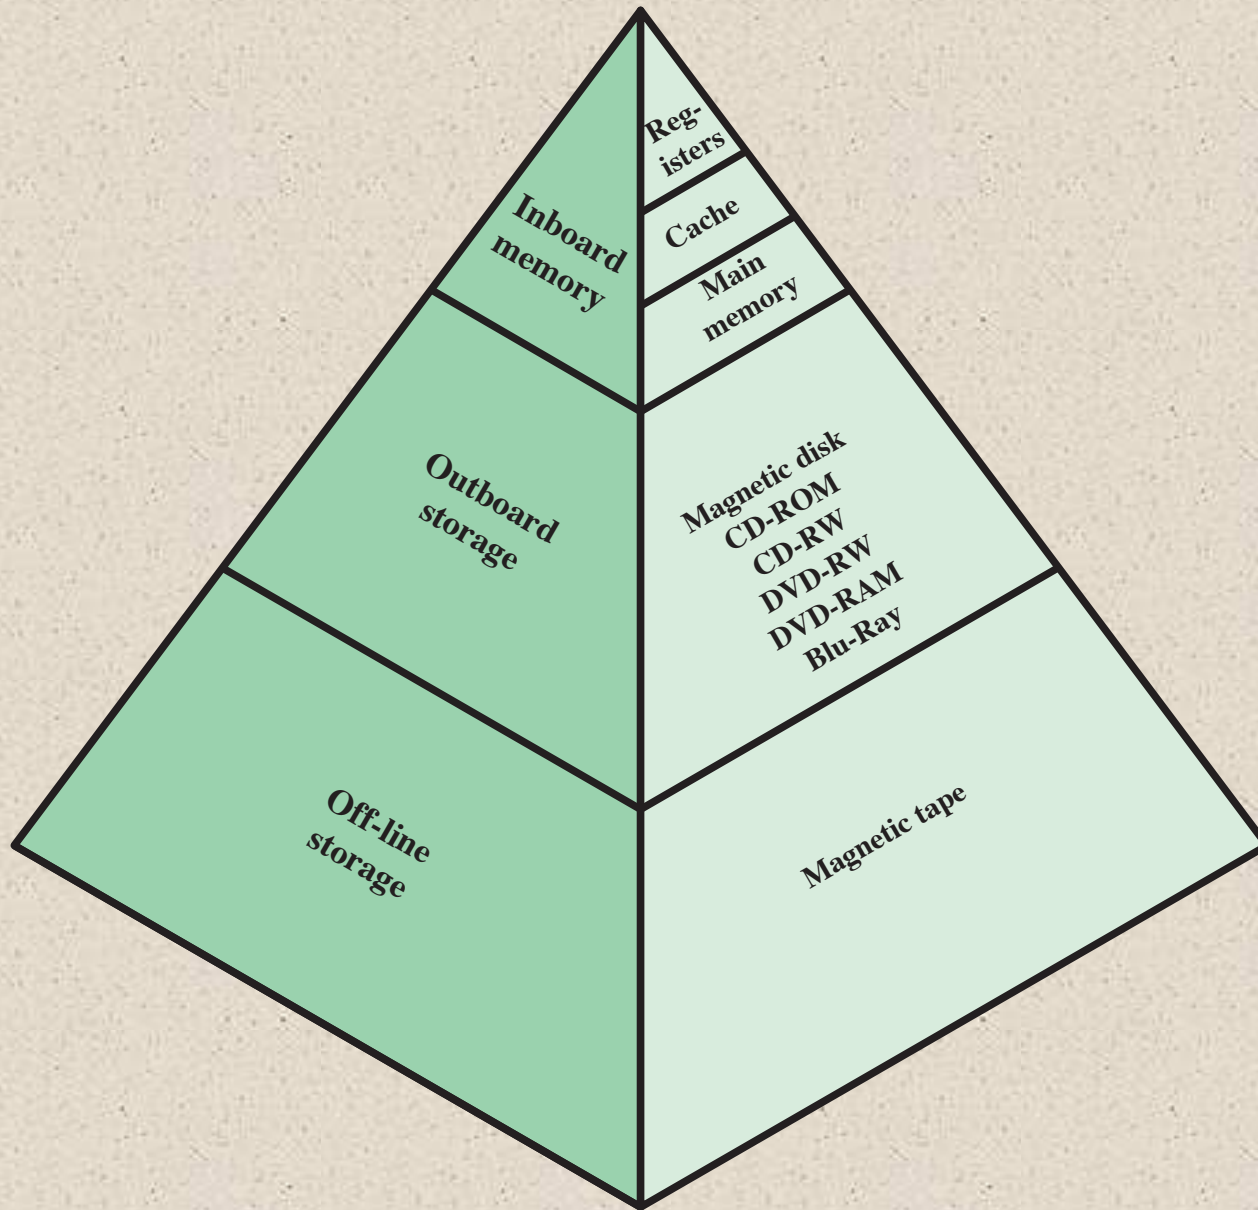 Inboard
memory
Reg-
isters
Cache
Main
memory
Outboard
storage
Magnetic disk
CD-ROM
CD-RW
DVD-RW
DVD-RAM
Blu-Ray
Off-line
storage
Magnetic tape